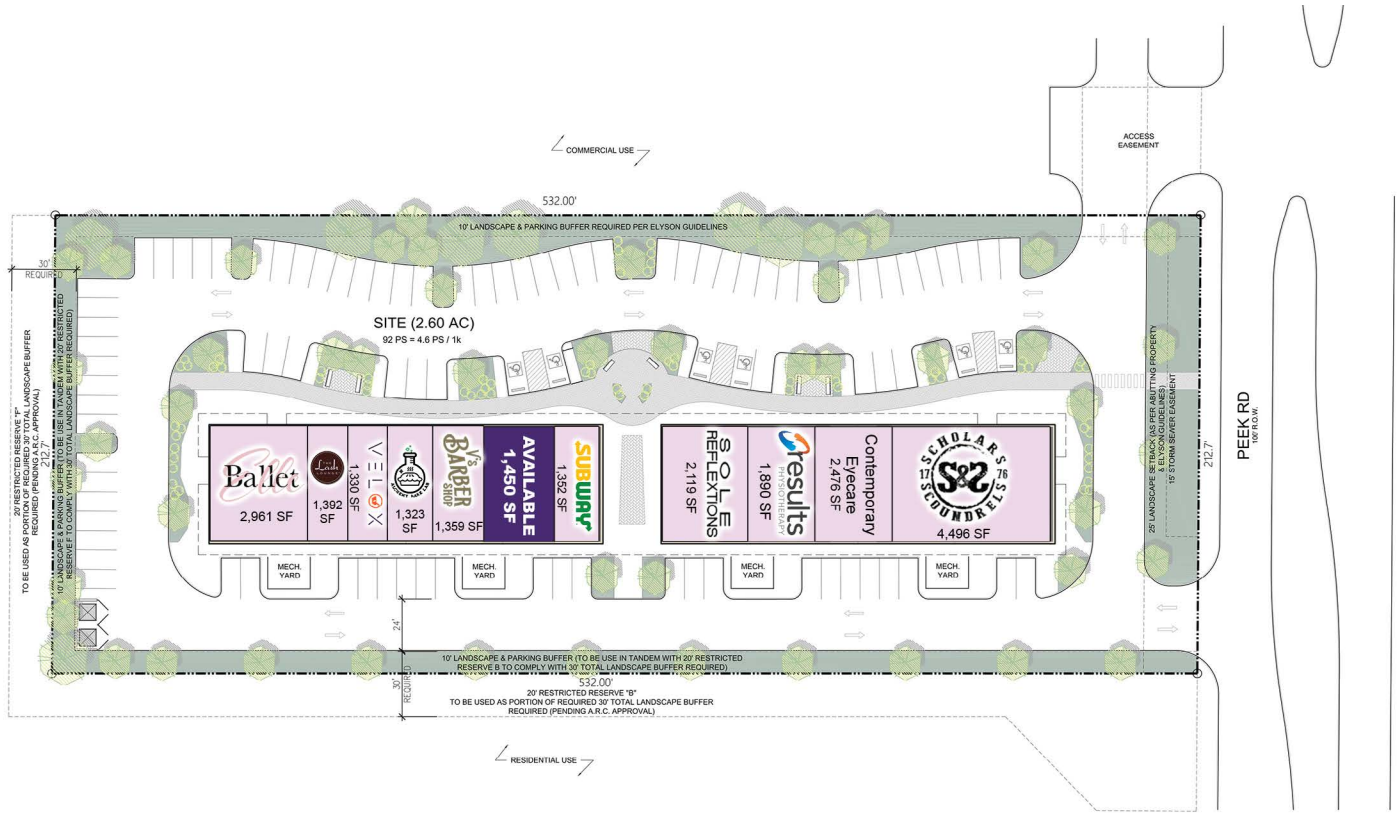 ACCESS
EASEMENT
COMMERCIAL USE
532.00'
10' LANDSCAPE & PARKING BUFFER REQUIRED PER ELYSON GUIDELINES
30'
REQUIRED
SITE (2.60 AC)
92 PS = 4.6 PS / 1k
20' RESTRICTED RESERVE "F"
TO BE USED AS PORTION OF REQUIRED 30' TOTAL LANDSCAPE BUFFER
REQUIRED (PENDING A.R.C. APPROVAL)
212.7'
10' LANDSCAPE & PARKING BUFFER (TO BE USE IN TANDEM WITH 20' RESTRICTED
RESERVE F TO COMPLY WITH 30' TOTAL LANDSCAPE BUFFER REQUIRED)
Ballet
2,961 SF
Lash
1,392
SF
VELOX
1,330 SF
1,323
SF
V's
BARBER
SHOP
1,359 SF
AVAILABLE
1,450 SF
SUBWAY
1,352 SF
SOLE
REFLEXTIONS
2,119 SF
results
PHYSIOTHERAPY
1,890 SF
Contemporary
Eyecare
2,476 SF
SCHOLARS
17 S&S 76
SCOUNDRELS
4,496 SF
25' LANDSCAPE SETBACK (AS PER ABUTTING PROPERTY
& ELYSON GUIDELINES)
15' STORM SEWER EASEMENT
212.7'
PEEK RD
100' R.O.W.
MECH.
YARD
MECH.
YARD
MECH.
YARD
MECH.
YARD
24'
30'
REQUIRED
10' LANDSCAPE & PARKING BUFFER (TO BE USE IN TANDEM WITH 20' RESTRICTED
RESERVE B TO COMPLY WITH 30' TOTAL LANDSCAPE BUFFER REQUIRED)
532.00'
20' RESTRICTED RESERVE "B"
TO BE USED AS PORTION OF REQUIRED 30' TOTAL LANDSCAPE BUFFER
REQUIRED (PENDING A.R.C. APPROVAL)
RESIDENTIAL USE